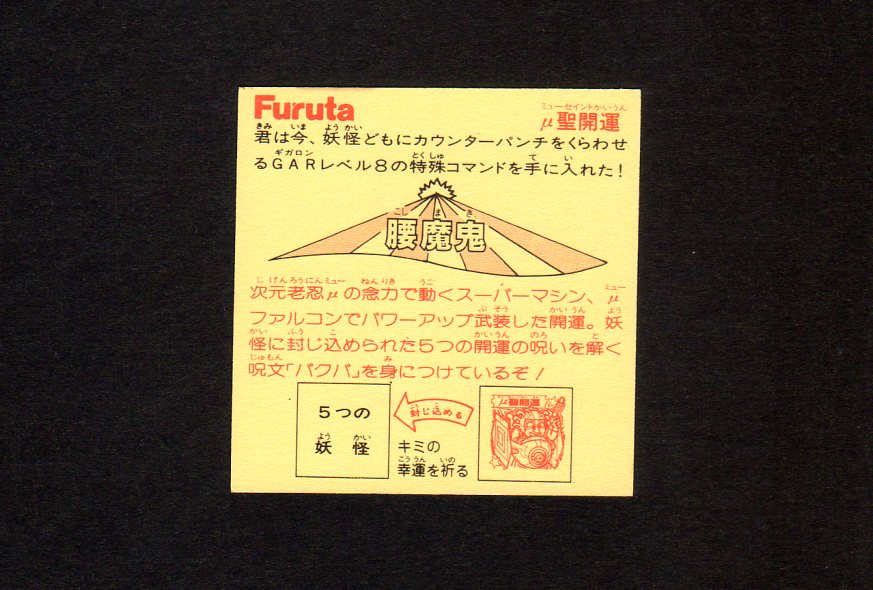 Furuta
μ聖開運
君は今、妖怪どもにカウンターパンチをくらわせ
るGARレベル8の特殊コマンドを手に入れた！
腰魔鬼
次元老忍μの念力で動くスーパーマシン、μ
ファルコンでパワーアップ武装した開運。妖
怪に封じ込められた5つの開運の呪いを解く
呪文「パクパ」を身につけているぞ！
5つの
妖怪
封じ込める
キミの
幸運を祈る
μ聖開運